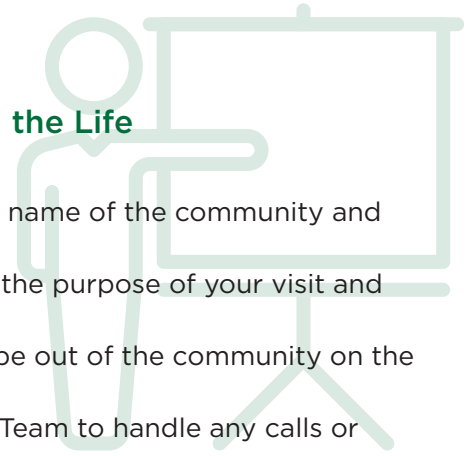 the Life
name of the community and
the purpose of your visit and
be out of the community on the
Team to handle any calls or